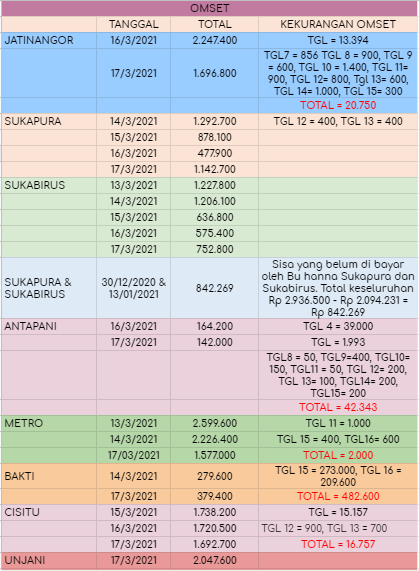 OMSET
TANGGAL TOTAL KEKURANGAN OMSET
JATINANGOR 16/3/2021 2.247.400 TGL = 13.394
17/3/2021 1.696.800 TGL7 = 856 TGL 8 = 900, TGL 9
= 600, TGL 10 = 1.400, TGL 11=
900, TGL 12= 800, Tgl 13= 600,
TGL 14= 1.000, TGL 15= 300
TOTAL = 20.750
SUKAPURA 14/3/2021 1.292.700 TGL 12 = 400, TGL 13 = 400
15/3/2021 878.100
16/3/2021 477.900
17/3/2021 1.142.700
SUKABIRUS 13/3/2021 1.227.800
14/3/2021 1.206.100
15/3/2021 636.800
16/3/2021 575.400
17/3/2021 752.800
SUKAPURA &
SUKABIRUS
30/12/2020 &
13/01/2021
842.269
Sisa yang belum di bayar
oleh Bu hanna Sukapura dan
Sukabirus. Total keseluruhan
Rp 2.936.500 - Rp 2.094.231 =
Rp 842.269
ANTAPANI 16/3/2021 164.200 TGL 4 = 39.000
17/3/2021 142.000 TGL = 1.993
TGL8 = 50, TGL9=400, TGL10=
150, TGL11 = 50, TGL 12= 200,
TGL 13= 100, TGL14= 200,
TGL15= 200
TOTAL = 42.343
METRO 13/3/2021 2.599.600 TGL 11 = 1.000
14/3/2021 2.226.400 TGL 15 = 400, TGL16= 600
17/03/2021 1.577.000 TOTAL = 2.000
BAKTI 14/3/2021 279.600 TGL 15 = 273.000, TGL 16 =
209.600
17/3/2021 379.400 TOTAL = 482.600
CISITU 15/3/2021 1.738.200 TGL = 15.157
16/3/2021 1.720.500 TGL 12 = 900, TGL 13 = 700
17/3/2021 1.692.700 TOTAL = 16.757
UNJANI 17/3/2021 2.047.600